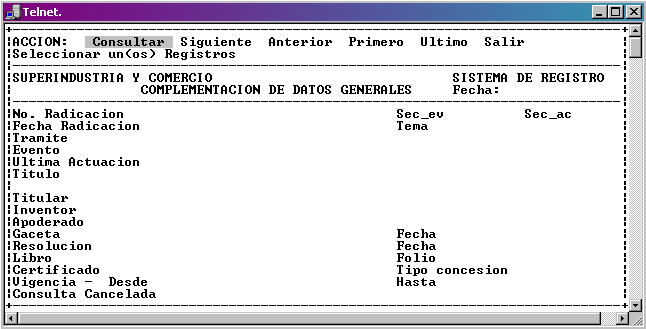 Telnet.
ACCION: Consultar Siguiente Anterior Primero Ultimo Salir
Seleccionar un(os) Registros
SUPERINDUSTRIA Y COMERCIO SISTEMA DE REGISTRO
COMPLEMENTACION DE DATOS GENERALES Fecha:
No. Radicacion Sec_ev Sec_ac
Fecha Radicacion Tema
Tramite
Evento
Ultima Actuacion
Titulo
Titular
Inventor
Apoderado
Gaceta Fecha
Resolucion Fecha
Libro Folio
Certificado Tipo concesion
Vigencia - Desde Hasta
Consulta Cancelada